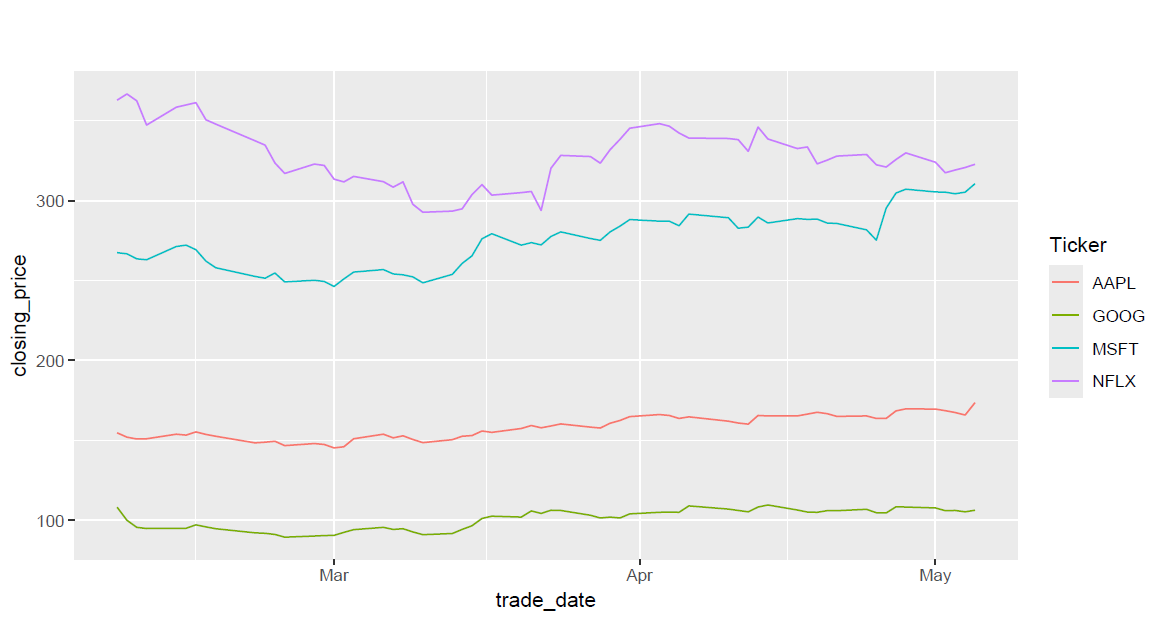 closing_price
300
200
100
Mar Apr May
trade_date
Ticker
AAPL
GOOG
MSFT
NFLX